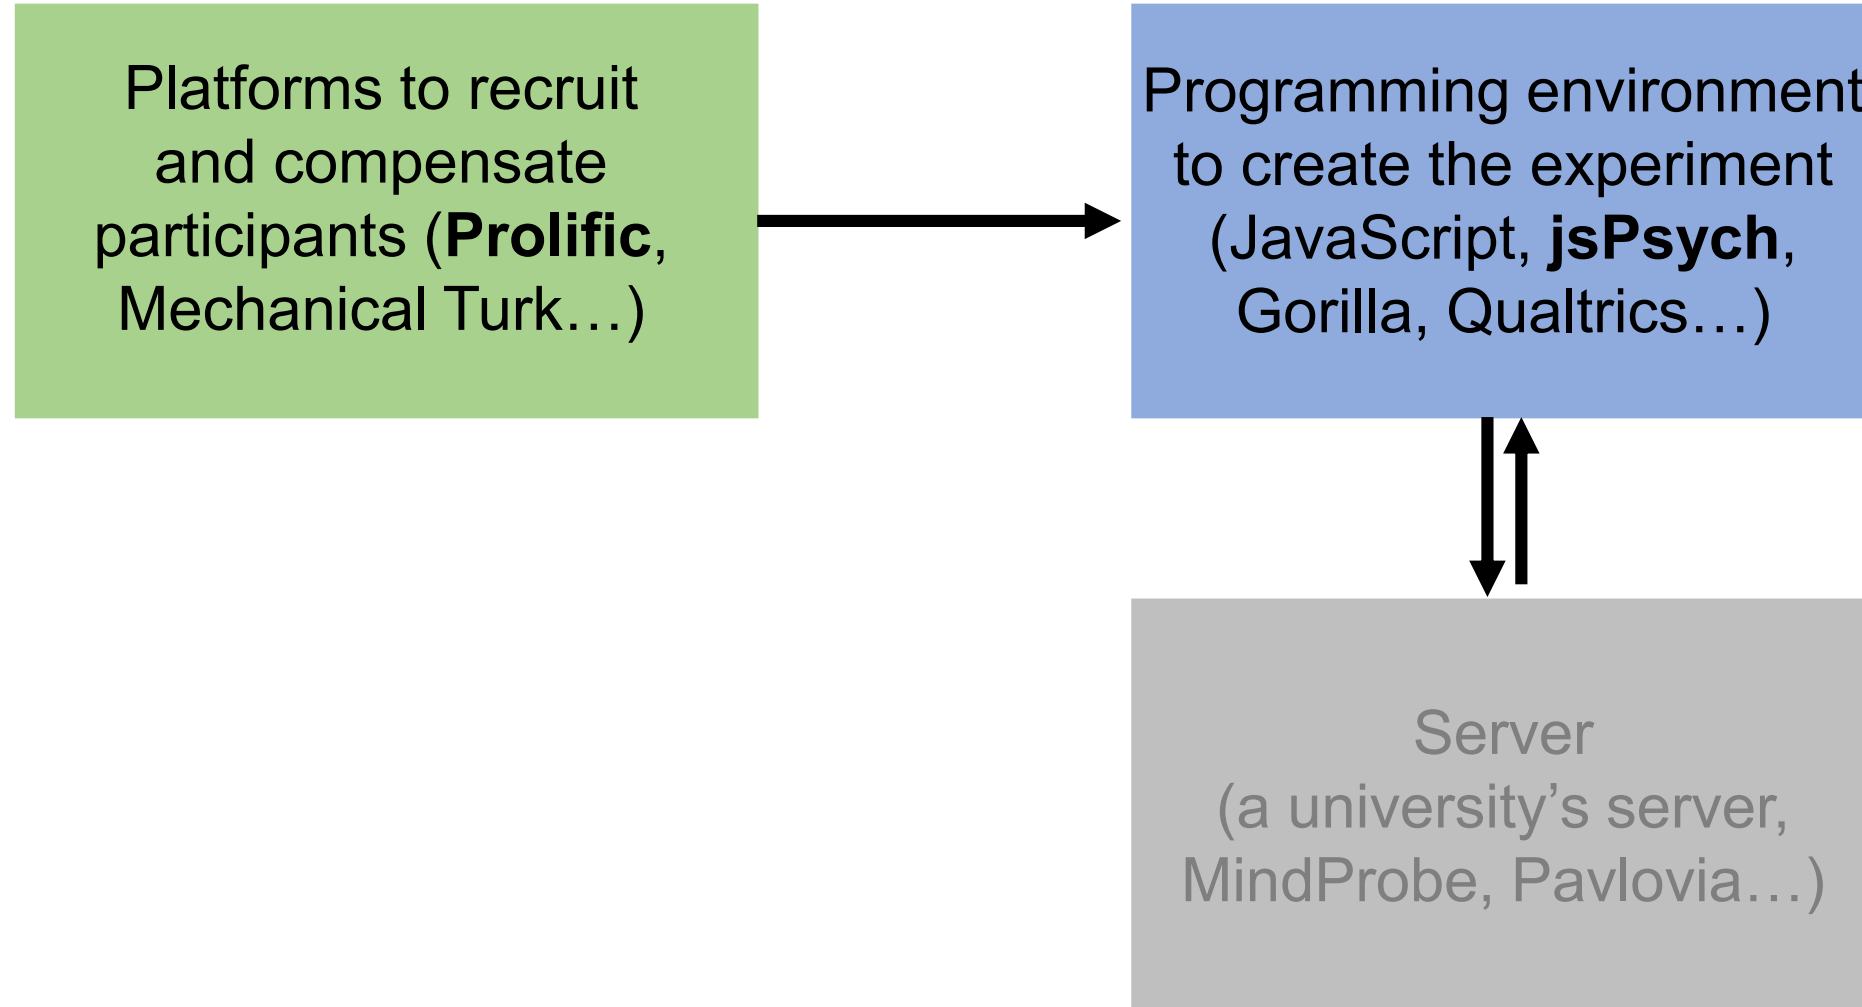 Platforms to recruit
and compensate
participants (Prolific,
Mechanical Turk…)
Programming environment
to create the experiment
(JavaScript, jsPsych,
Gorilla, Qualtrics…)
Server
(a university’s server,
MindProbe, Pavlovia…)